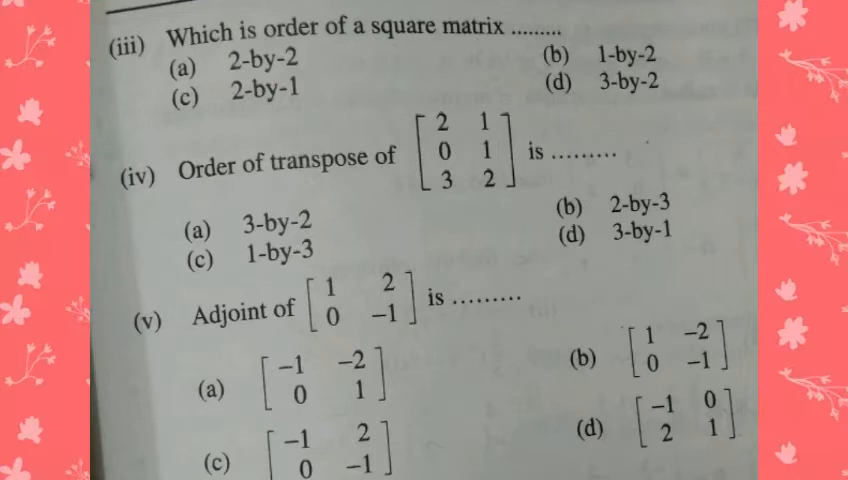 (iii) Which is order of a square matrix .........
(a) 2-by-2 (b) 1-by-2
(c) 2-by-1 (d) 3-by-2
2 1
(iv) Order of transpose of 0 1 is .........
3 2
(a) 3-by-2 (b) 2-by-3
(c) 1-by-3 (d) 3-by-1
1 2
(v) Adjoint of is .........
0 −1
−1 −2 1 −2
(a) (b)
0 1 0 −1
−1 2 −1 0
(c) (d)
0 −1 2 1